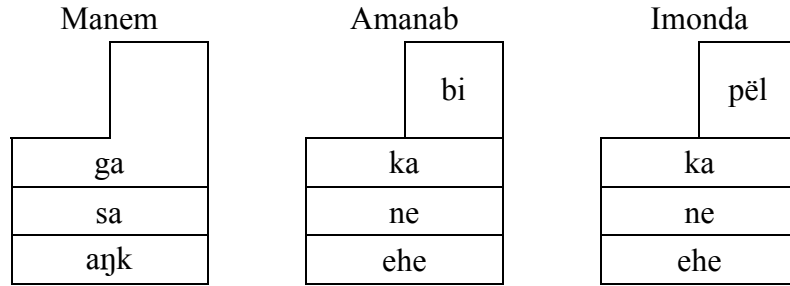 Manem Amanab Imonda
bi pël
ga ka ka
sa ne ne
aŋk ehe ehe